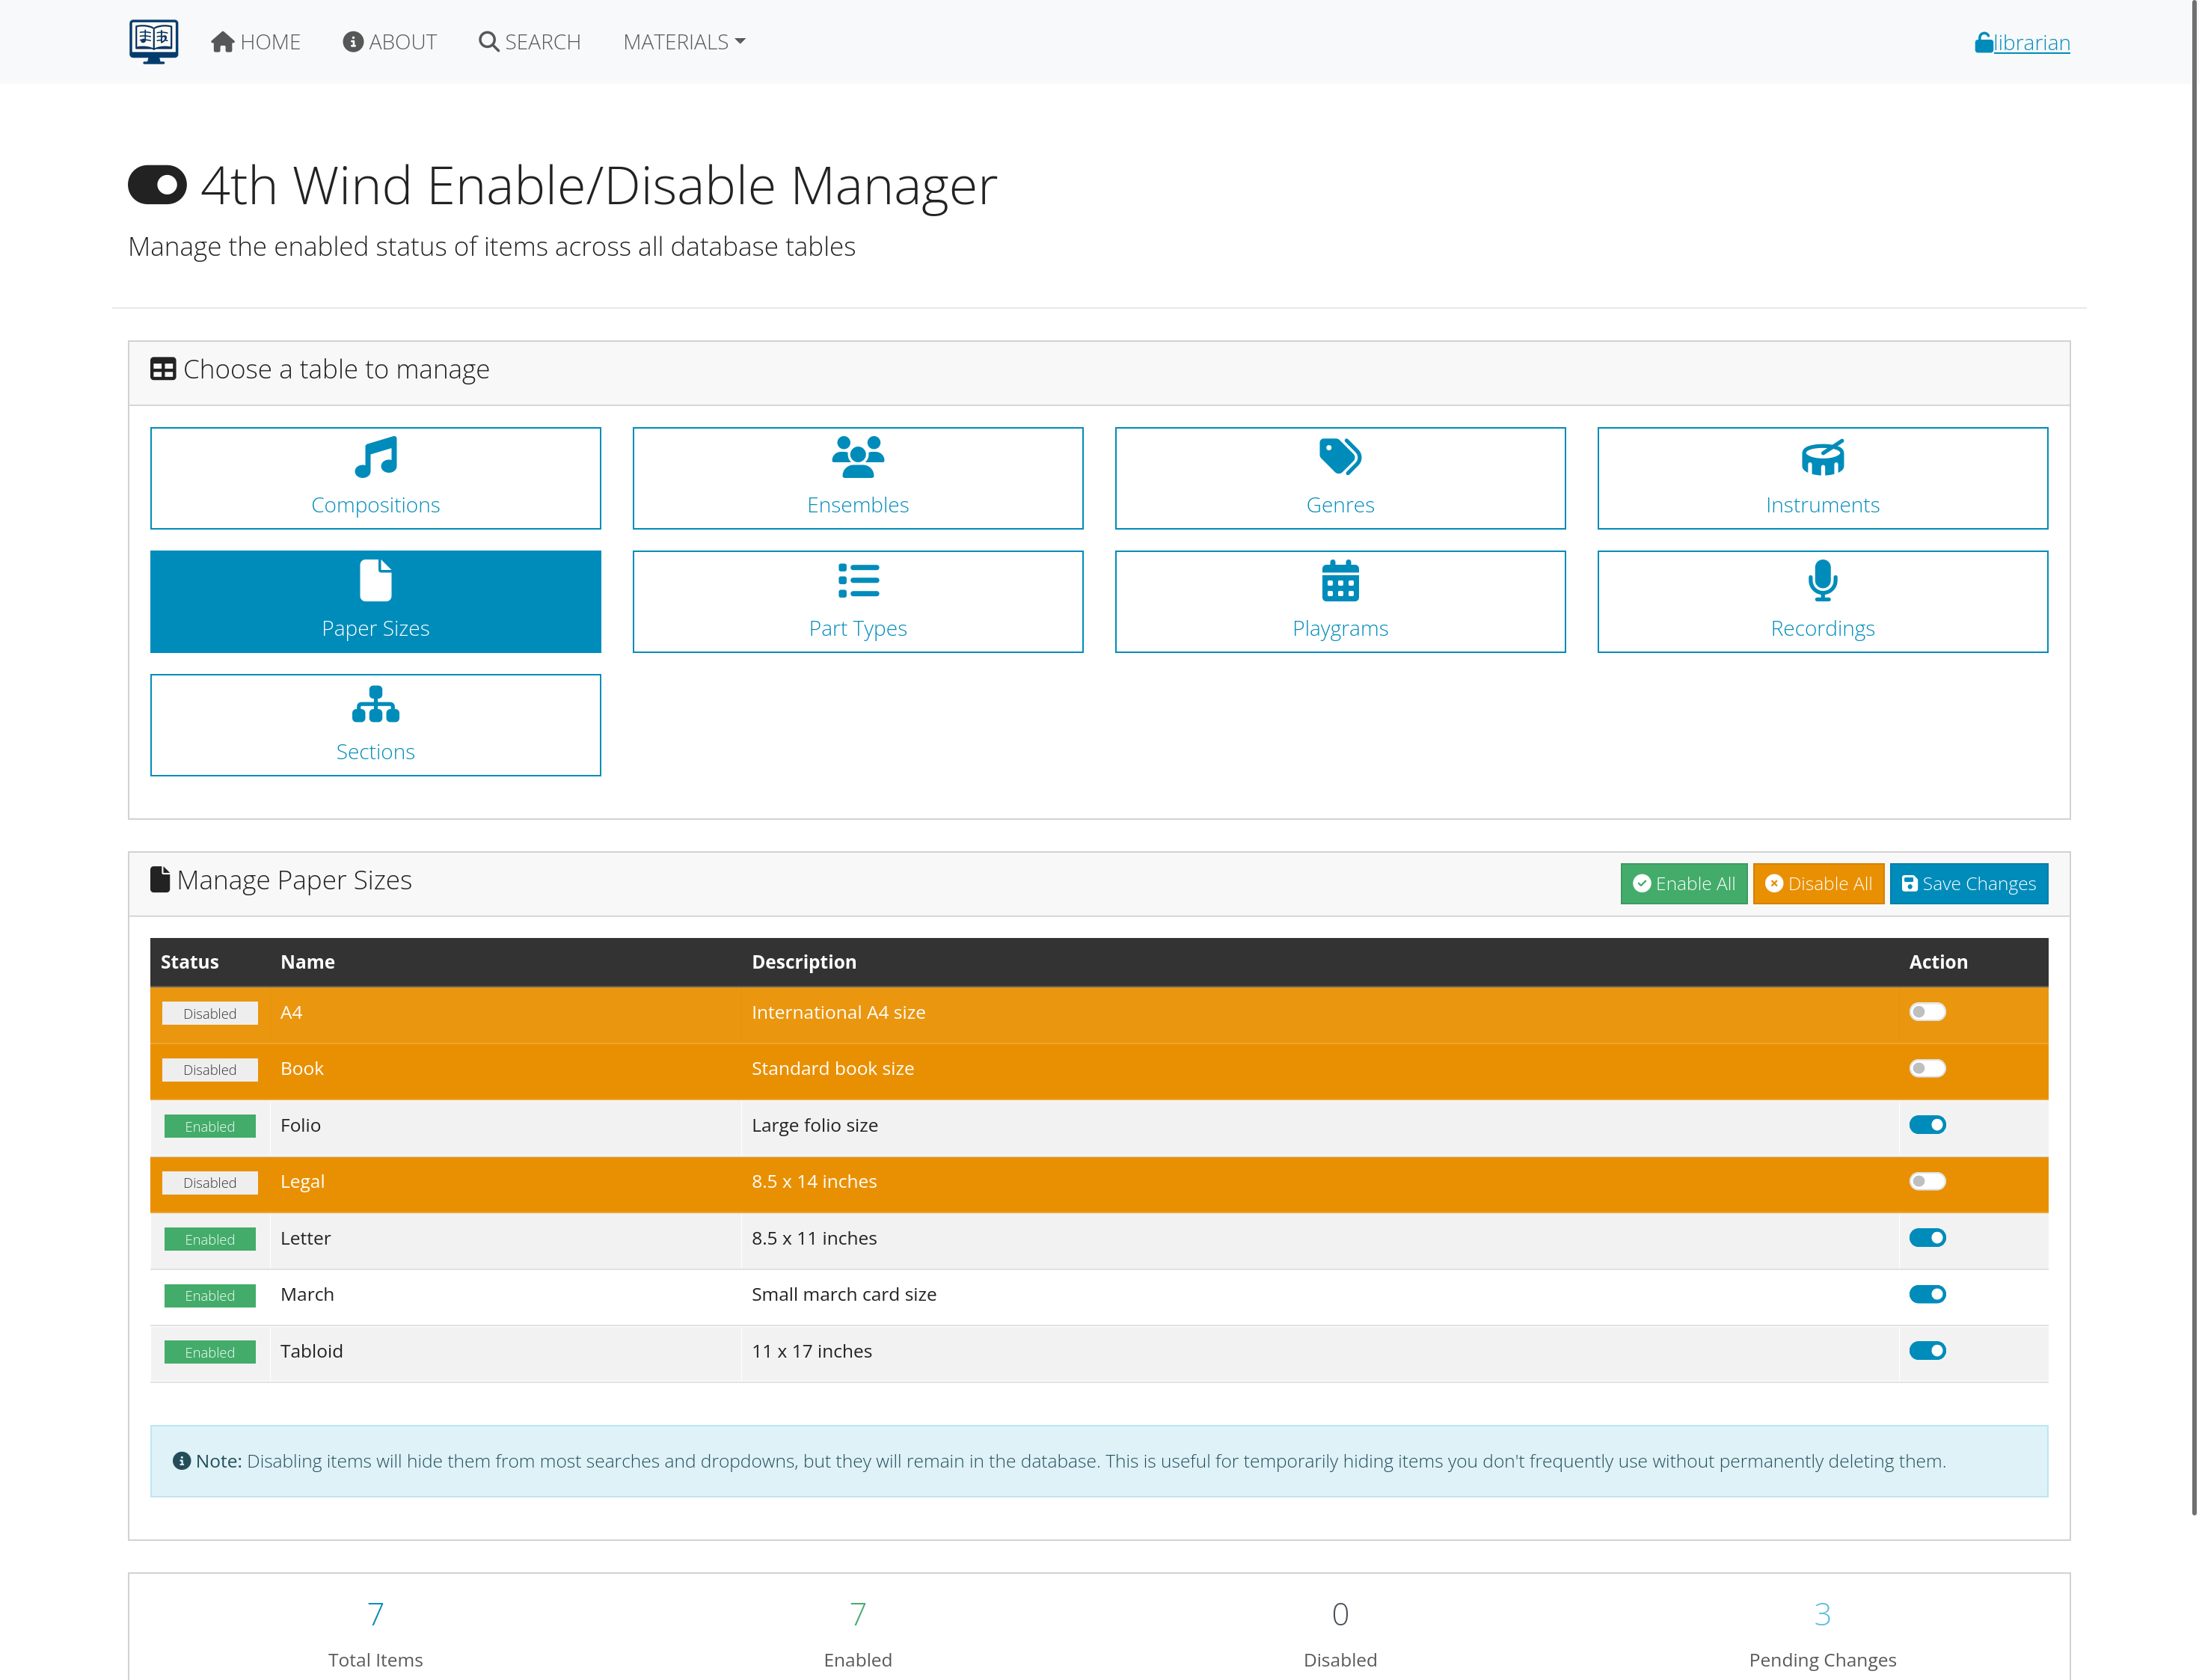 HOME ABOUT SEARCH MATERIALS librarian
4th Wind Enable/Disable Manager
Manage the enabled status of items across all database tables
Choose a table to manage
Compositions Ensembles Genres Instruments
Paper Sizes Part Types Playgrams Recordings
Sections
Manage Paper Sizes Enable All Disable All Save Changes
Status Name Description Action
Disabled A4 International A4 size
Disabled Book Standard book size
Enabled Folio Large folio size
Disabled Legal 8.5 x 14 inches
Enabled Letter 8.5 x 11 inches
Enabled March Small march card size
Enabled Tabloid 11 x 17 inches
Note: Disabling items will hide them from most searches and dropdowns, but they will remain in the database. This is useful for temporarily hiding items you don't frequently use without permanently deleting them.
7 7 0 3
Total Items Enabled Disabled Pending Changes